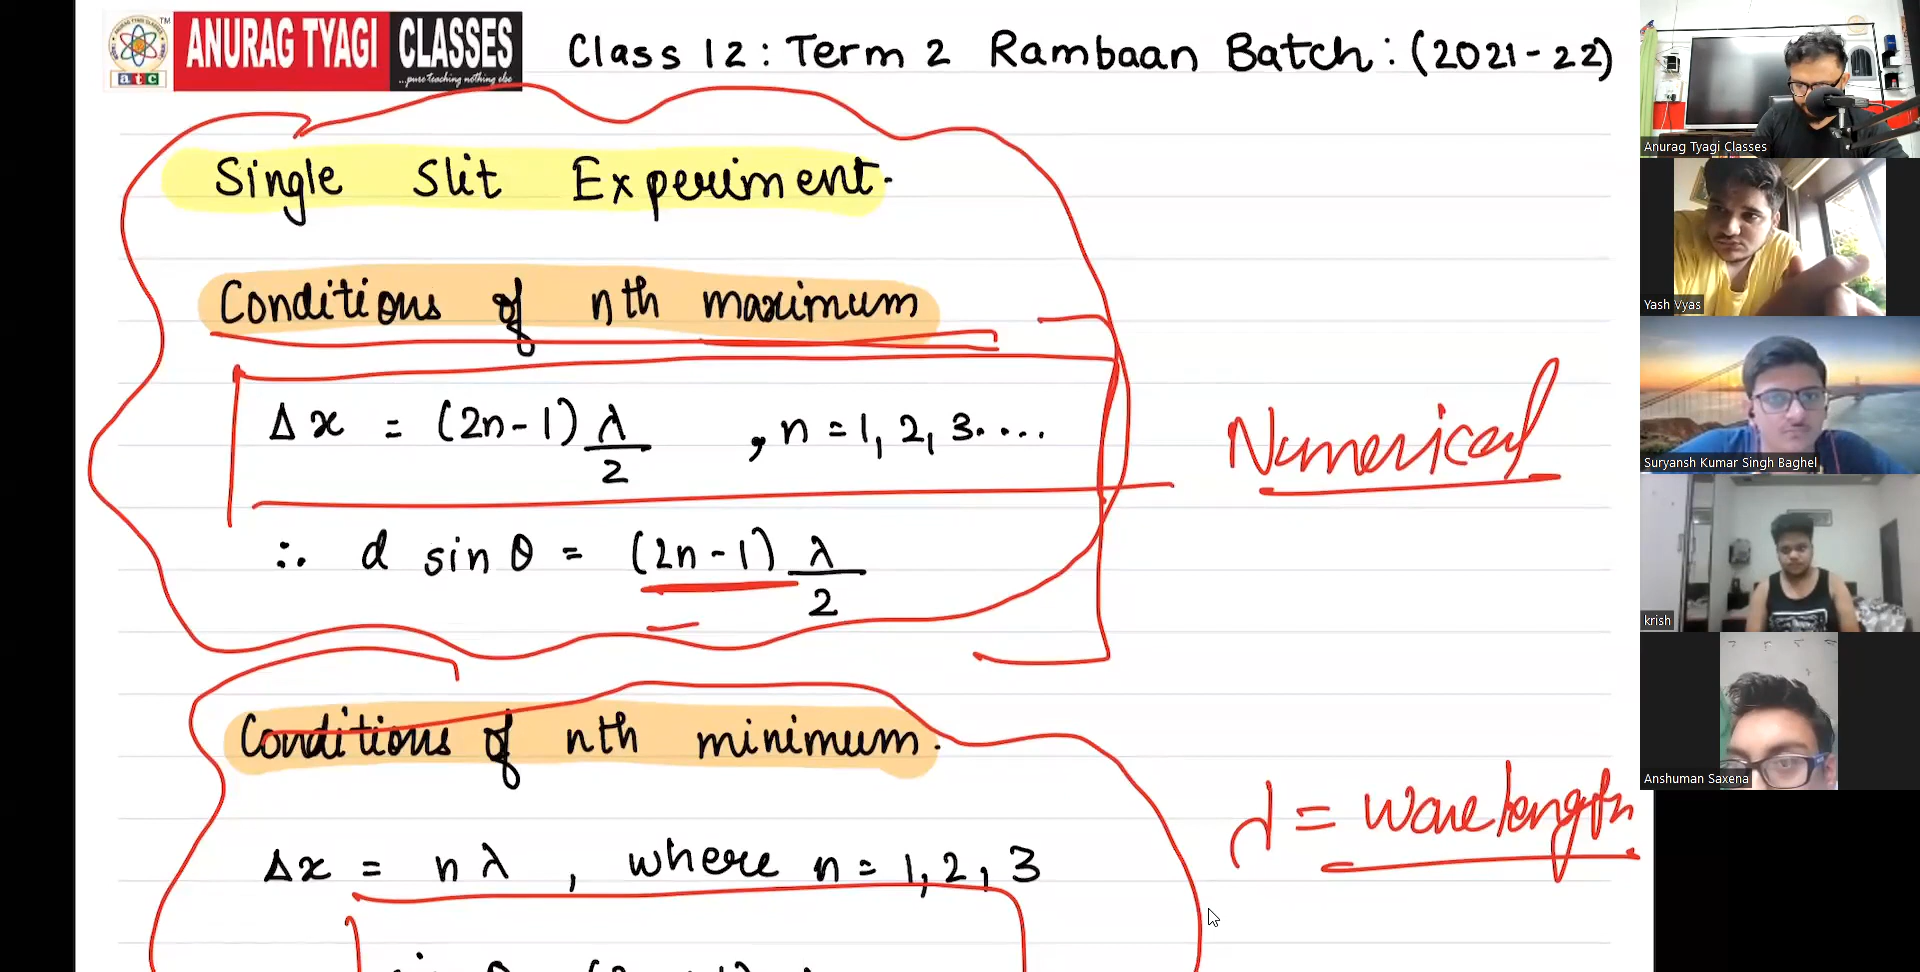 ANURAG TYAGI CLASSES
TM
...pure teaching nothing else
a t c
Class 12 : Term 2 Rambaan Batch : (2021-22)
Single Slit Experiment.
Conditions of nth maximum
Δx = (2n-1) λ/2 , n = 1, 2, 3....
Numerical
∴ d sin θ = (2n-1) λ/2
Conditions of nth minimum.
λ = wavelength
Δx = nλ , where n = 1, 2, 3
Anurag Tyagi Classes
Yash Vyas
Suryansh Kumar Singh Baghel
krish
Anshuman Saxena